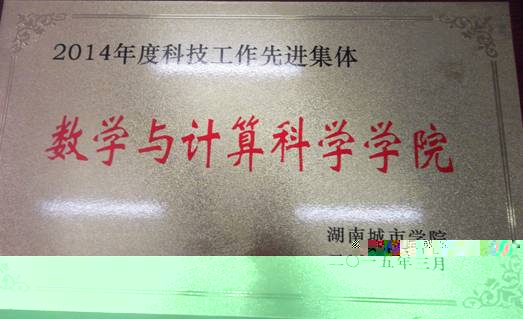 2014年度科技工作先进集体
数学与计算科学学院
湖南城市学院
二〇一五年三月